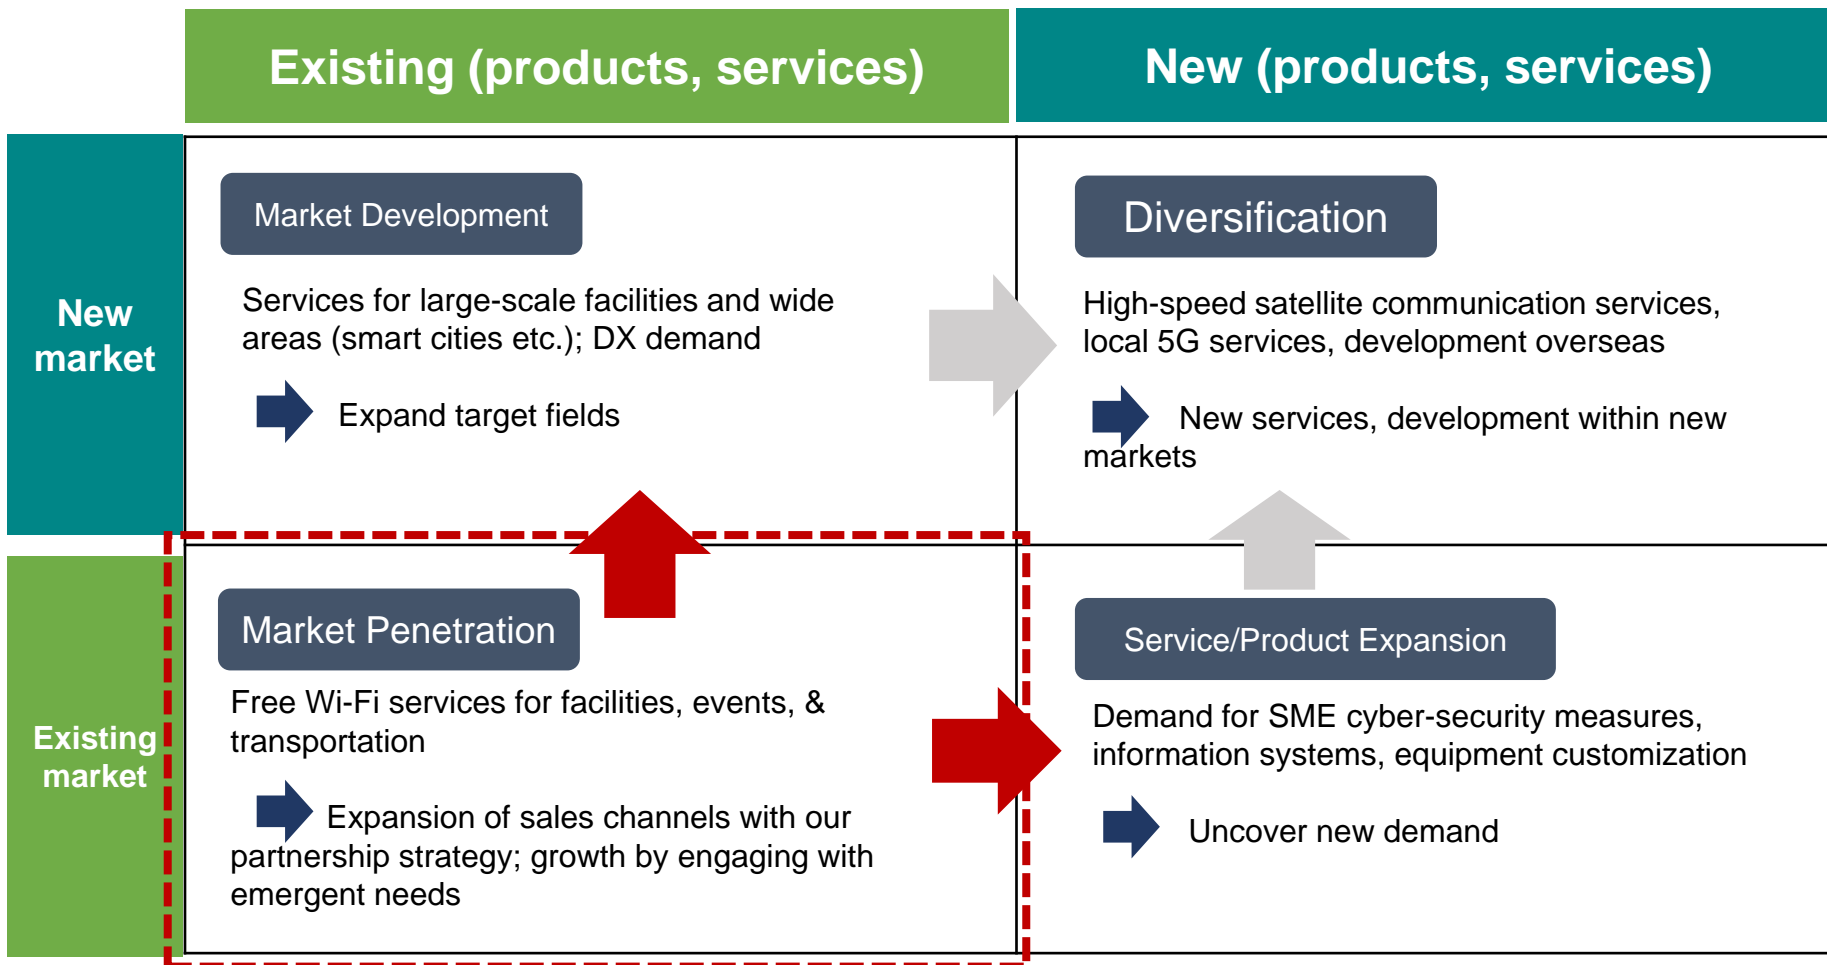 Existing (products, services)
New (products, services)
New
market
Market Development
Services for large-scale facilities and wide
areas (smart cities etc.); DX demand
Expand target fields
Diversification
High-speed satellite communication services,
local 5G services, development overseas
New services, development within new
markets
Existing
market
Market Penetration
Free Wi-Fi services for facilities, events, &
transportation
Expansion of sales channels with our
partnership strategy; growth by engaging with
emergent needs
Service/Product Expansion
Demand for SME cyber-security measures,
information systems, equipment customization
Uncover new demand